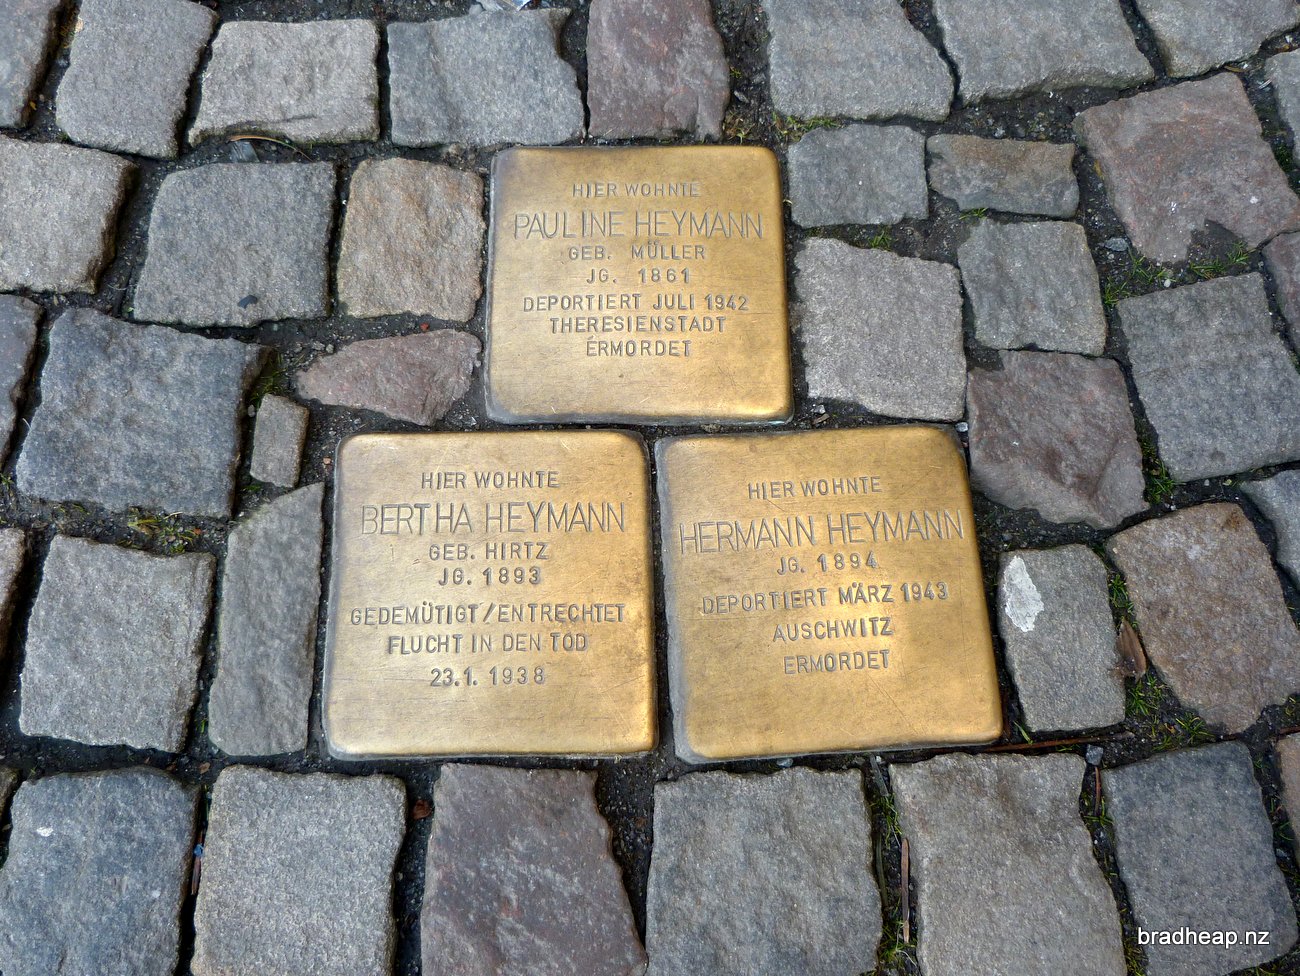 HIER WOHNTE
PAULINE HEYMANN
GEB. MÜLLER
JG. 1861
DEPORTIERT JULI 1942
THERESIENSTADT
ERMORDET
HIER WOHNTE
BERTHA HEYMANN
GEB. HIRTZ
JG. 1893
GEDEMÜTIGT/ENTRECHTET
FLUCHT IN DEN TOD
23.1. 1938
HIER WOHNTE
HERMANN HEYMANN
JG. 1894
DEPORTIERT MÄRZ 1943
AUSCHWITZ
ERMORDET
bradheap.nz